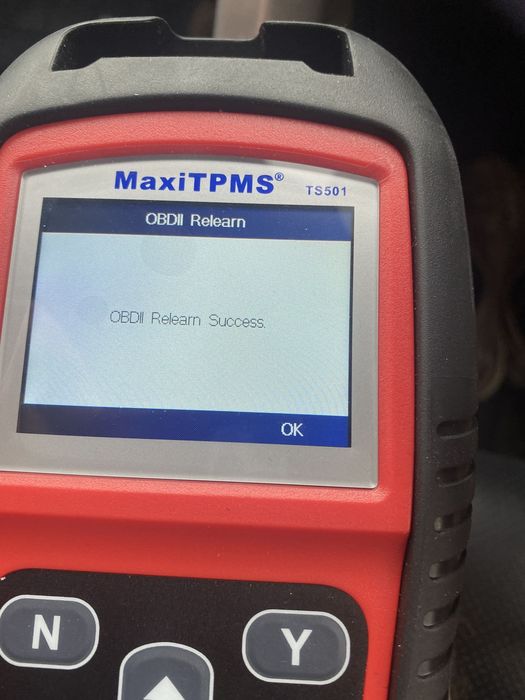 MaxiTPMS® TS501
OBDII Relearn
OBDII Relearn Success.
OK
N Y